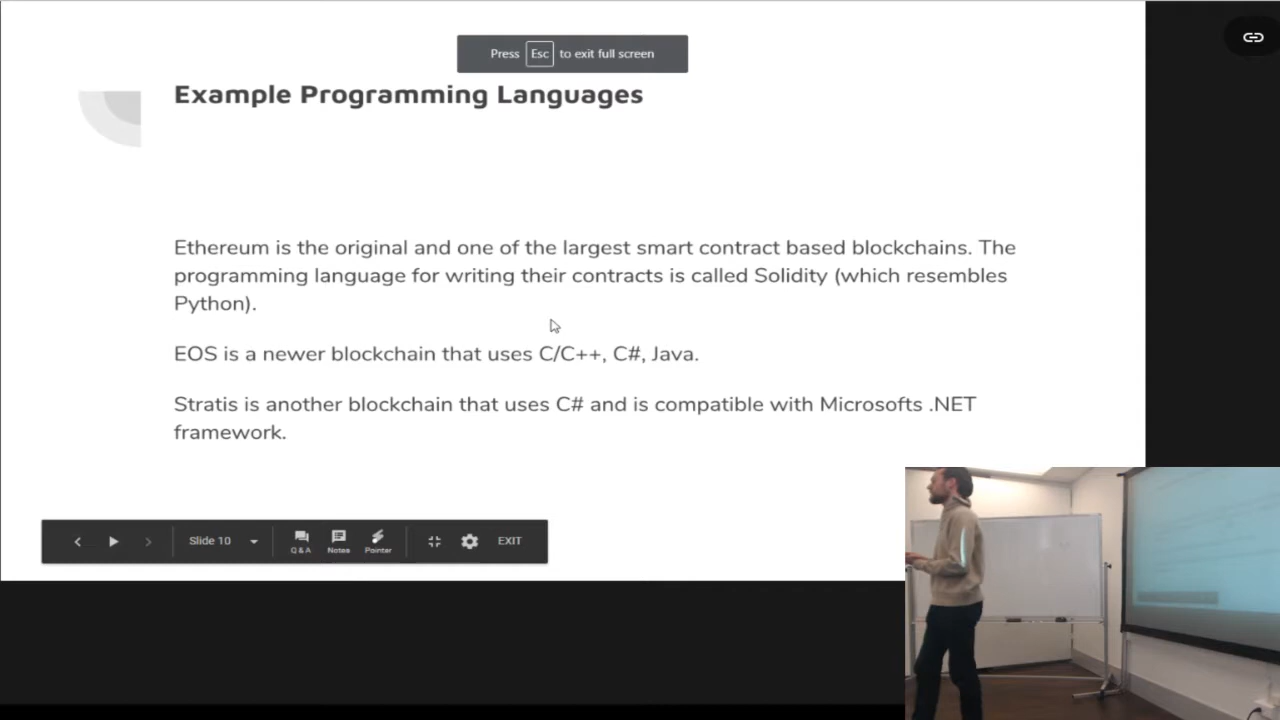 Press Esc to exit full screen
Example Programming Languages
Ethereum is the original and one of the largest smart contract based blockchains. The
programming language for writing their contracts is called Solidity (which resembles
Python).
EOS is a newer blockchain that uses C/C++, C#, Java.
Stratis is another blockchain that uses C# and is compatible with Microsofts .NET
framework.
Slide 10
Q&A
Notes
Pointer
EXIT